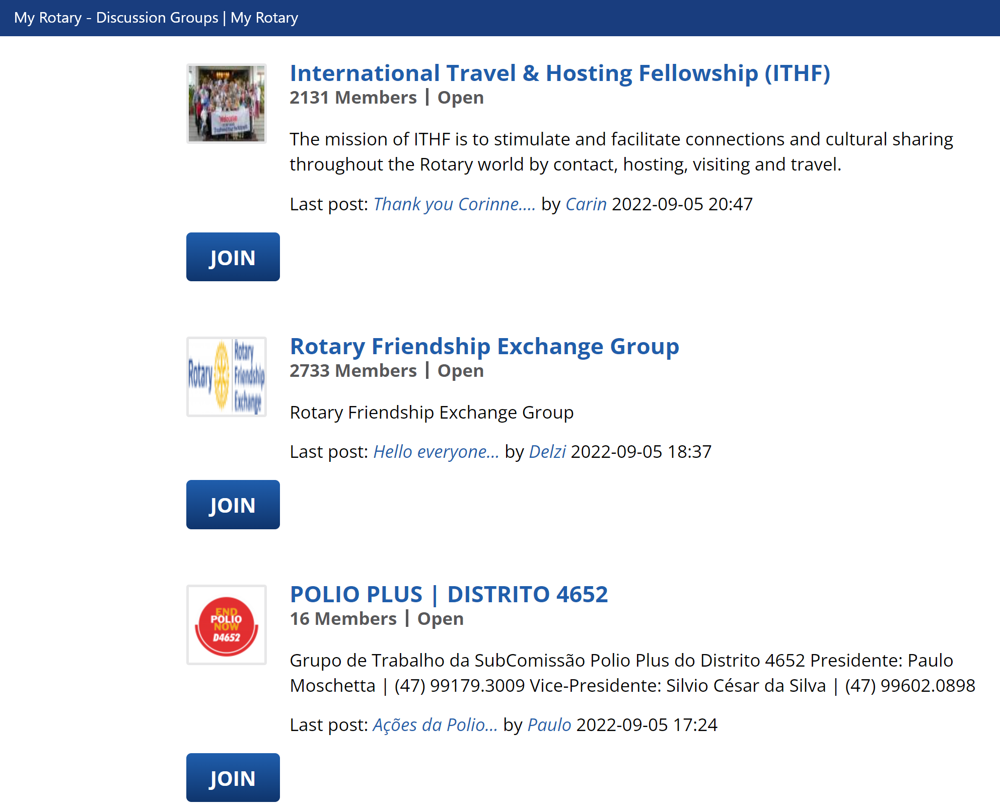 My Rotary - Discussion Groups | My Rotary
International Travel & Hosting Fellowship (ITHF)
2131 Members | Open
Welcome
The mission of ITHF is to stimulate and facilitate connections and cultural sharing
throughout the Rotary world by contact, hosting, visiting and travel.
Last post: Thank you Corinne.... by Carin 2022-09-05 20:47
JOIN
Rotary
Rotary
Friendship
Exchange
Rotary Friendship Exchange Group
2733 Members | Open
Rotary Friendship Exchange Group
Last post: Hello everyone... by Delzi 2022-09-05 18:37
JOIN
END
POLIO
NOW
D4652
POLIO PLUS | DISTRITO 4652
16 Members | Open
Grupo de Trabalho da SubComissão Polio Plus do Distrito 4652 Presidente: Paulo
Moschetta | (47) 99179.3009 Vice-Presidente: Silvio César da Silva | (47) 99602.0898
Last post: Ações da Polio... by Paulo 2022-09-05 17:24
JOIN